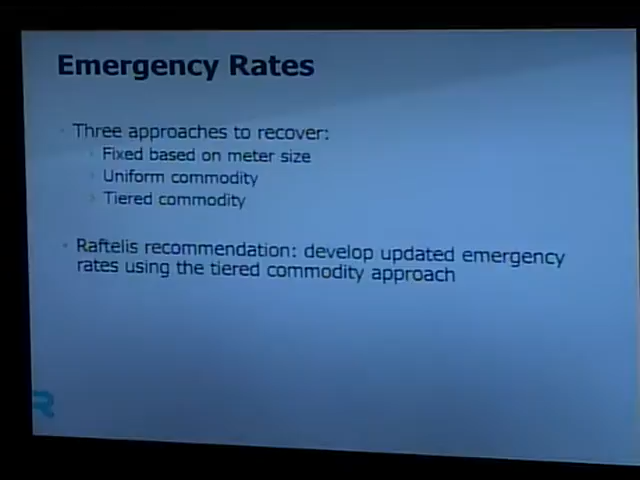 Emergency Rates
Three approaches to recover:
Fixed based on meter size
Uniform commodity
Tiered commodity
Raftelis recommendation: develop updated emergency
rates using the tiered commodity approach
R